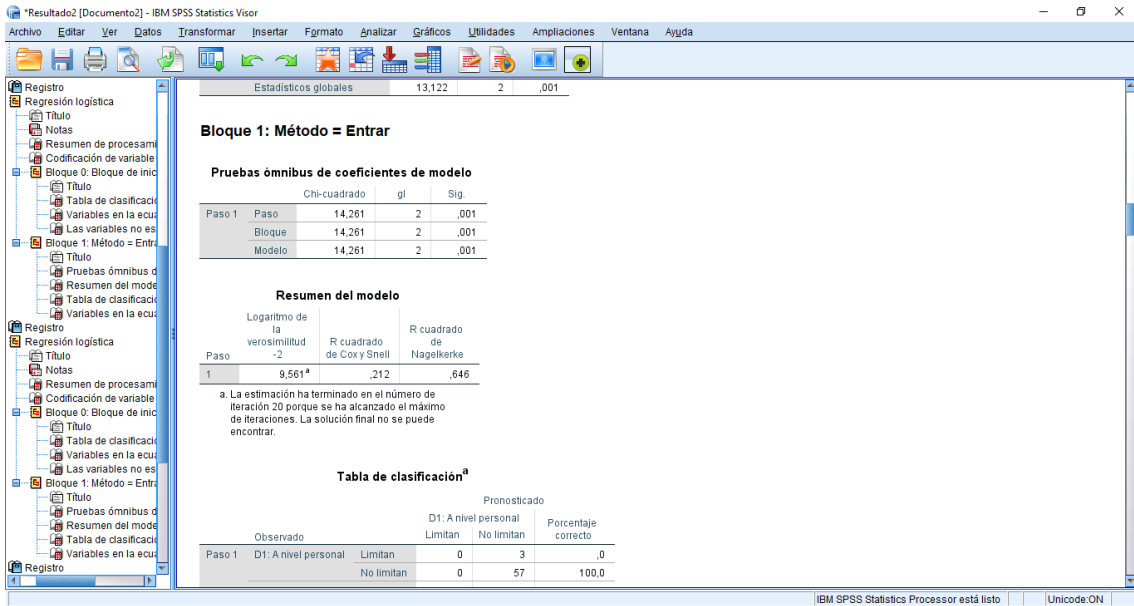 *Resultado2 [Documento2] - IBM SPSS Statistics Visor
Archivo Editar Ver Datos Transformar Insertar Formato Analizar Gráficos Utilidades Ampliaciones Ventana Ayuda
Registro
Regresión logística
Título
Notas
Resumen de procesami
Codificación de variable
Bloque 0: Bloque de inic
Título
Tabla de clasificació
Variables en la ecua
Las variables no es
Bloque 1: Método = Entra
Título
Pruebas ómnibus d
Resumen del mode
Tabla de clasificació
Variables en la ecua
Registro
Regresión logística
Título
Notas
Resumen de procesami
Codificación de variable
Bloque 0: Bloque de inic
Título
Tabla de clasificació
Variables en la ecua
Las variables no es
Bloque 1: Método = Entra
Título
Pruebas ómnibus d
Resumen del mode
Tabla de clasificació
Variables en la ecua
Registro
Estadísticos globales 13,122 2 ,001
Bloque 1: Método = Entrar
Pruebas ómnibus de coeficientes de modelo
Chi-cuadrado gl Sig.
Paso 1 Paso 14,261 2 ,001
Bloque 14,261 2 ,001
Modelo 14,261 2 ,001
Resumen del modelo
Paso
Logaritmo de
la
verosimilitud
-2
R cuadrado
de Cox y Snell
R cuadrado
de
Nagelkerke
1 9,561a ,212 ,646
a. La estimación ha terminado en el número de
iteración 20 porque se ha alcanzado el máximo
de iteraciones. La solución final no se puede
encontrar.
Tabla de clasificacióna
Pronosticado
D1: A nivel personal
Porcentaje
correcto
Observado Limitan No limitan
Paso 1 D1: A nivel personal Limitan 0 3 ,0
No limitan 0 57 100,0
IBM SPSS Statistics Processor está listo Unicode:ON